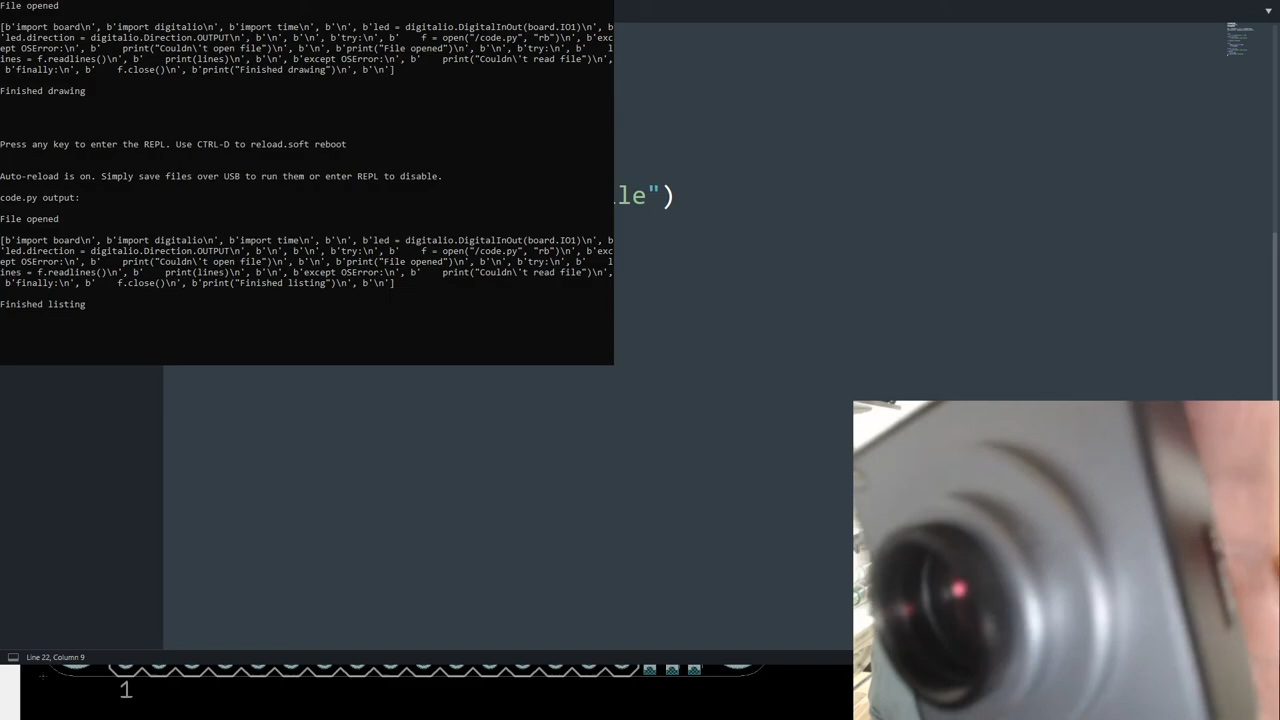 File opened
[b'import board\n', b'import digitalio\n', b'import time\n', b'\n', b'led = digitalio.DigitalInOut(board.IO1)\n', b
'led.direction = digitalio.Direction.OUTPUT\n', b'\n', b'\n', b'try:\n', b'    f = open("/code.py", "rb")\n', b'exc
ept OSError:\n', b'    print("Couldn\'t open file")\n', b'\n', b'print("File opened")\n', b'\n', b'try:\n', b'    l
ines = f.readlines()\n', b'    print(lines)\n', b'\n', b'except OSError:\n', b'    print("Couldn\'t read file")\n',
b'finally:\n', b'    f.close()\n', b'print("Finished drawing")\n', b'\n']
Finished drawing
Press any key to enter the REPL. Use CTRL-D to reload.soft reboot
Auto-reload is on. Simply save files over USB to run them or enter REPL to disable.
code.py output:
File opened
[b'import board\n', b'import digitalio\n', b'import time\n', b'\n', b'led = digitalio.DigitalInOut(board.IO1)\n', b
'led.direction = digitalio.Direction.OUTPUT\n', b'\n', b'\n', b'try:\n', b'    f = open("/code.py", "rb")\n', b'exc
ept OSError:\n', b'    print("Couldn\'t open file")\n', b'\n', b'print("File opened")\n', b'\n', b'try:\n', b'    l
ines = f.readlines()\n', b'    print(lines)\n', b'\n', b'except OSError:\n', b'    print("Couldn\'t read file")\n',
b'finally:\n', b'    f.close()\n', b'print("Finished listing")\n', b'\n']
Finished listing
le")
Line 22, Column 9
1